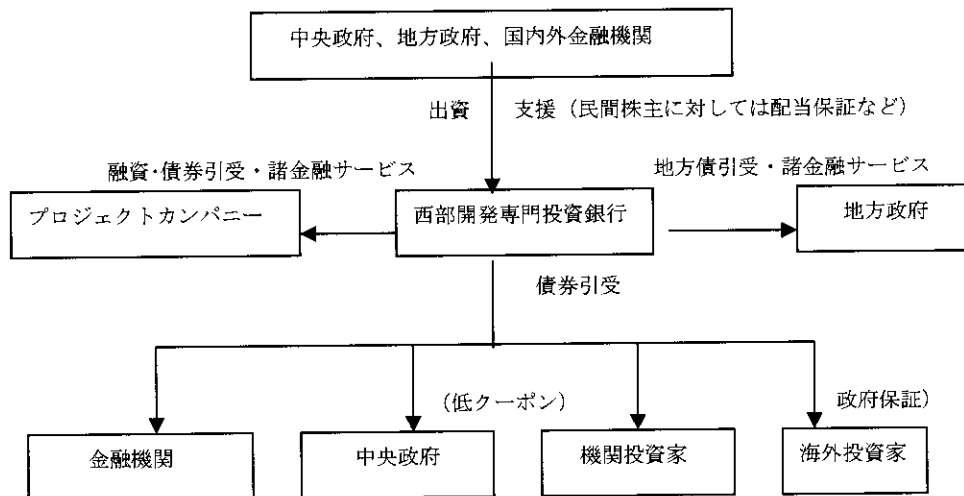 中央政府、地方政府、国内外金融機関
出資
支援（民間株主に対しては配当保証など）
融資・債券引受・諸金融サービス
地方債引受・諸金融サービス
プロジェクトカンパニー
西部開発専門投資銀行
地方政府
債券引受
（低クーポン）
政府保証）
金融機関
中央政府
機関投資家
海外投資家